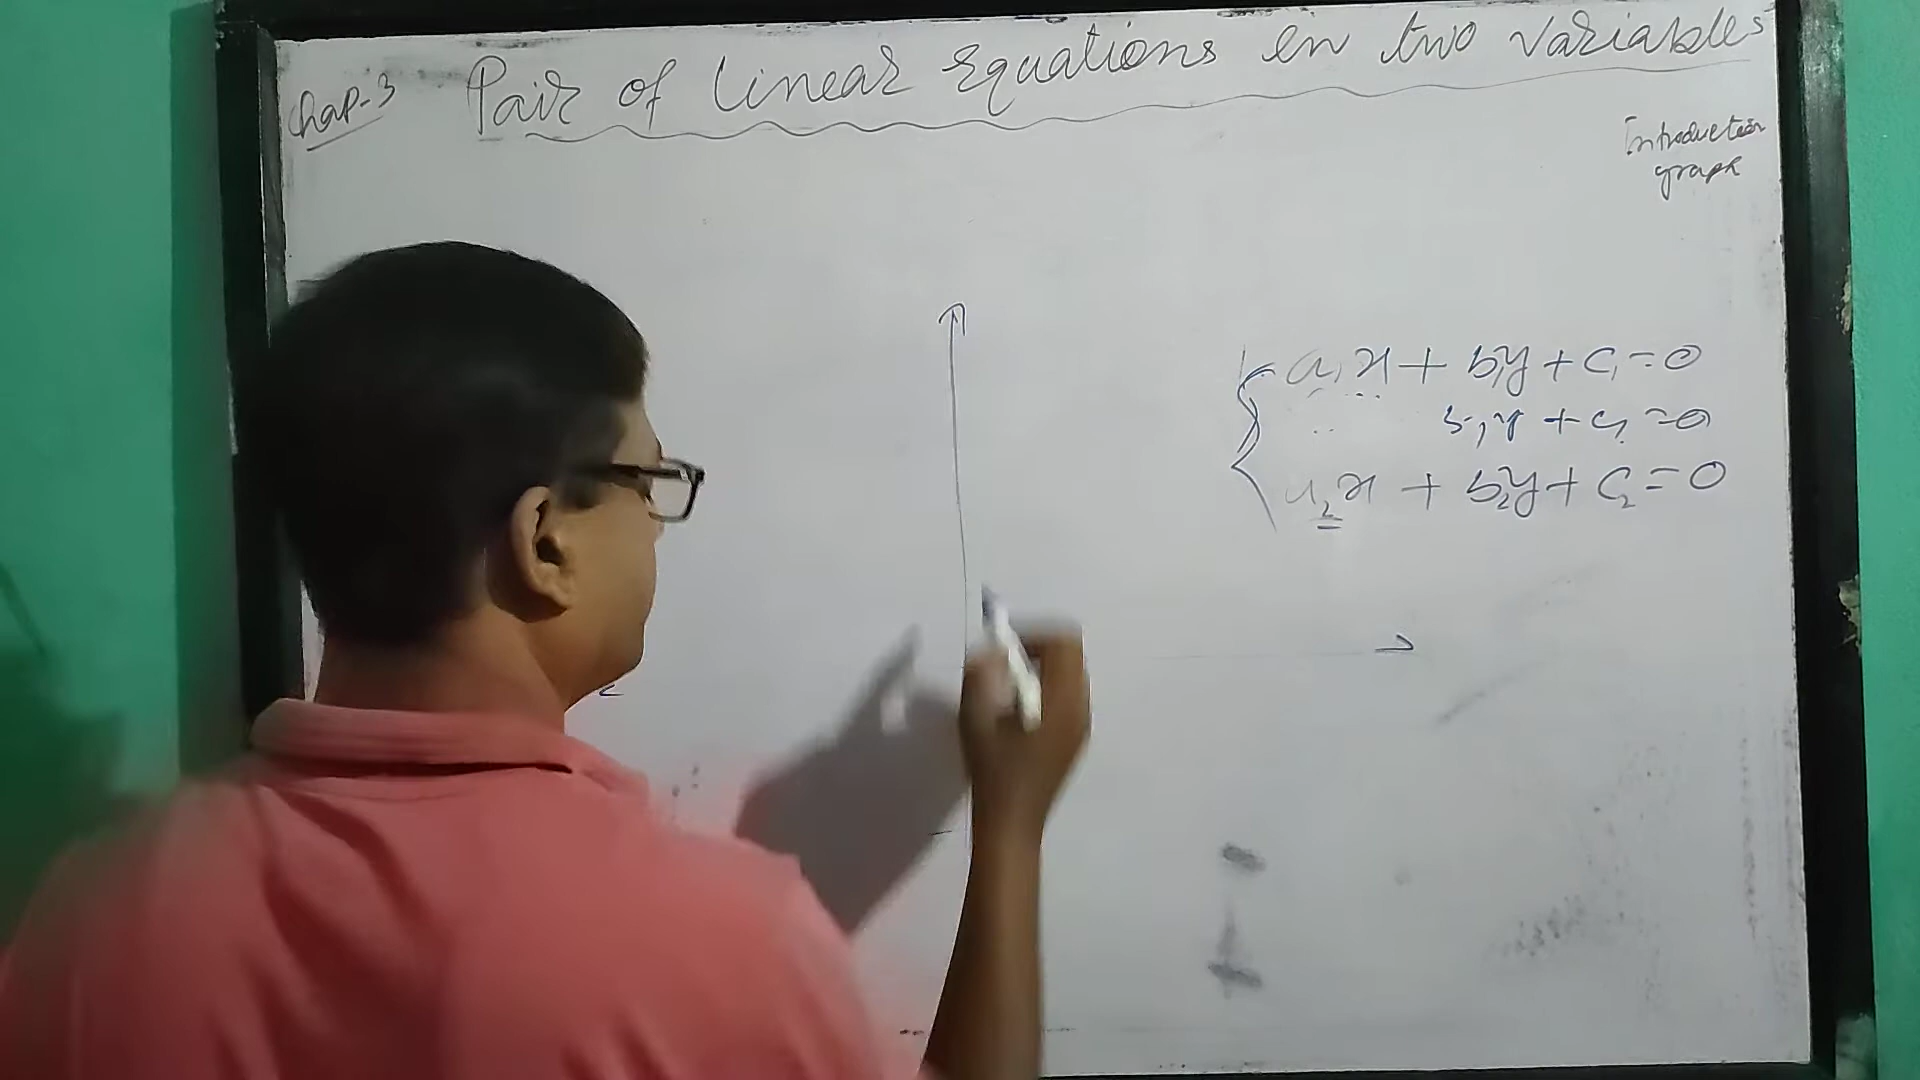 Chap-3 Pair of Linear Equations in two variables
Introduction
graph
a₁x + b₁y + c₁ = 0
b₁y + c₁ = 0
a₂x + b₂y + c₂ = 0